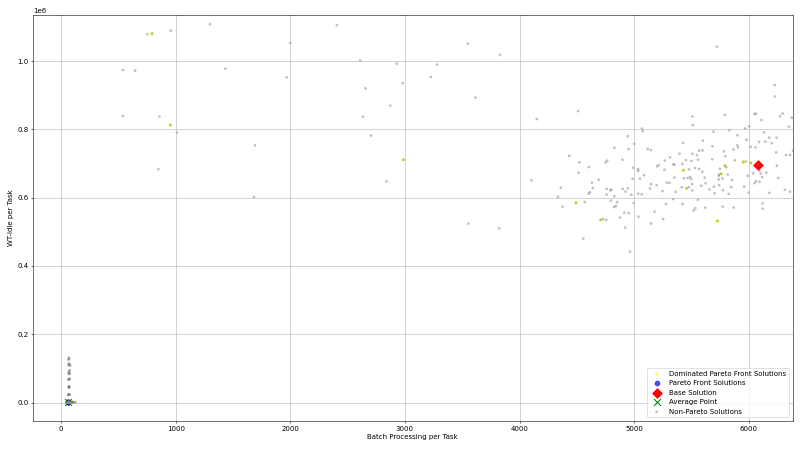 1e6
1.0
0.8
0.6
0.4
0.2
0.0
WT-Idle per Task
0 1000 2000 3000 4000 5000 6000
Batch Processing per Task
Dominated Pareto Front Solutions
Pareto Front Solutions
Base Solution
Average Point
Non-Pareto Solutions